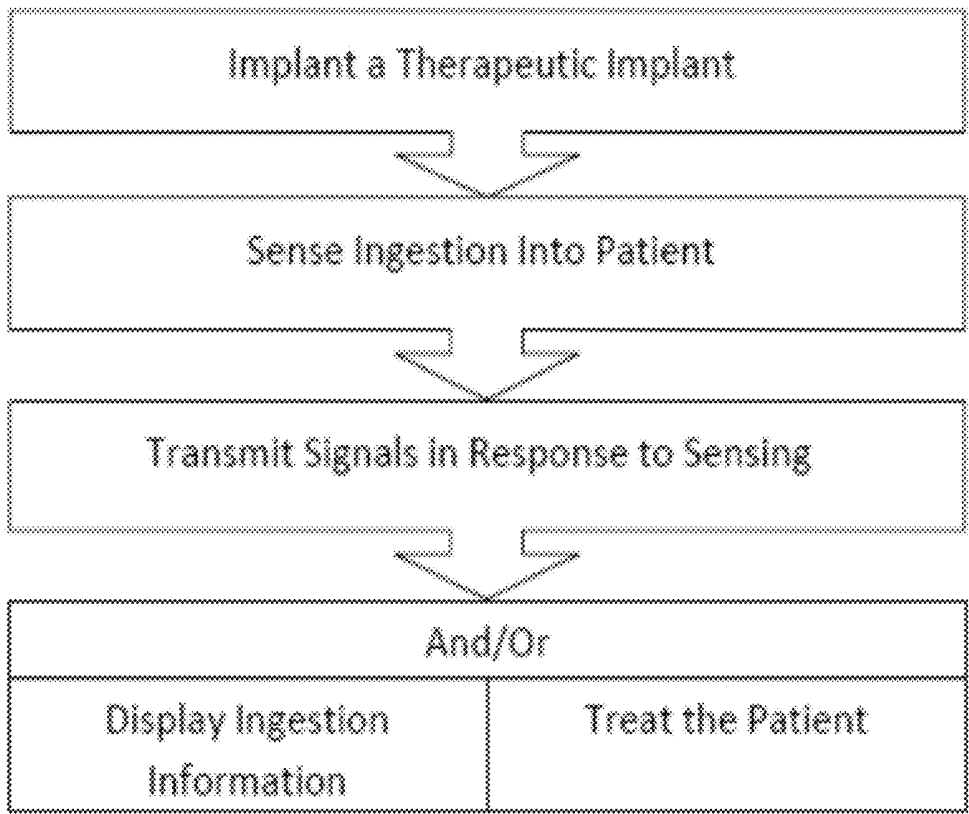 Implant a Therapeutic Implant
Sense Ingestion Into Patient
Transmit Signals in Response to Sensing
And/Or
Display Ingestion
Information
Treat the Patient